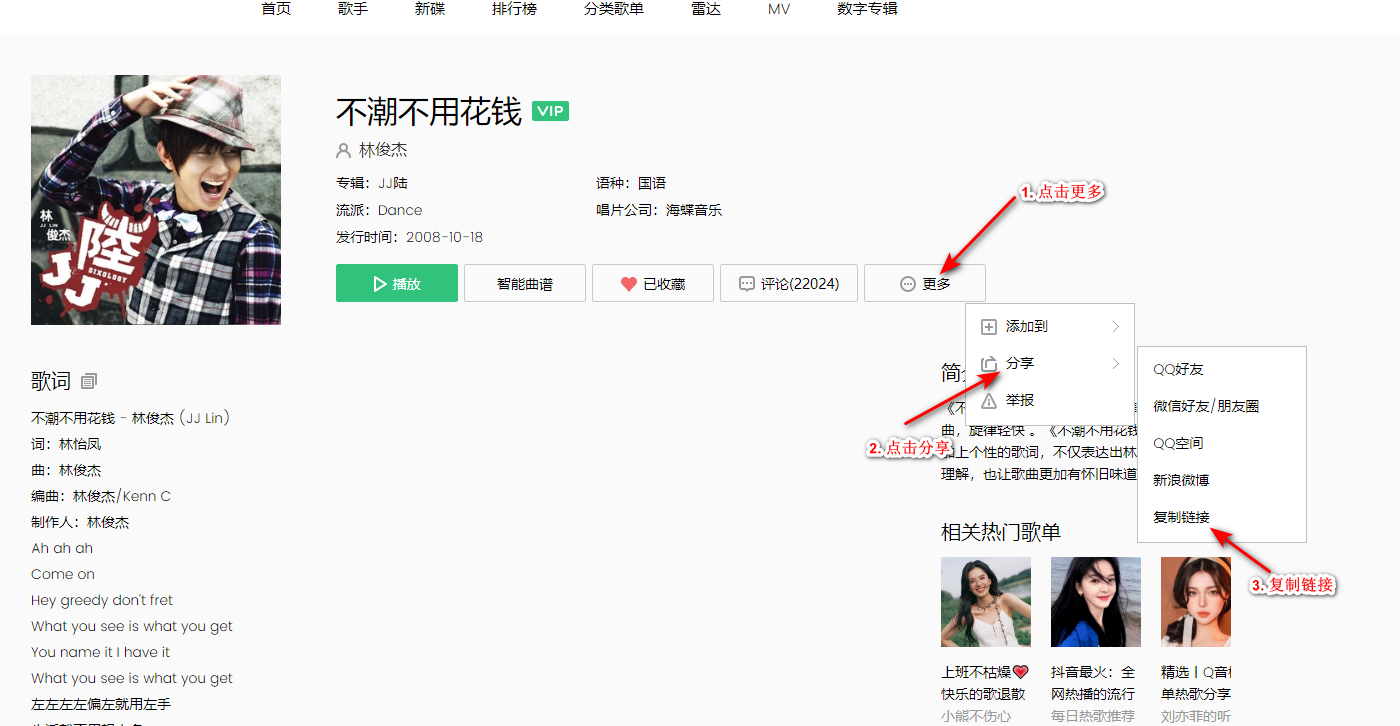 首页 歌手 新碟 排行榜 分类歌单 雷达 MV 数字专辑
林俊杰
JJ LIN
陸
SIXOLOGY
JJ
不潮不用花钱 VIP
林俊杰
专辑：JJ陆 语种：国语
流派：Dance 唱片公司：海蝶音乐
发行时间：2008-10-18
1. 点击更多
播放 智能曲谱 已收藏 评论(22024) 更多
添加到
分享
举报
2. 点击分享
QQ好友
微信好友/朋友圈
QQ空间
新浪微博
复制链接
3. 复制链接
歌词
不潮不用花钱 - 林俊杰 (JJ Lin)
词：林怡凤
曲：林俊杰
编曲：林俊杰/Kenn C
制作人：林俊杰
Ah ah ah
Come on
Hey greedy don't fret
What you see is what you get
You name it I have it
What you see is what you get
左左左左偏左就用左手
简
《不
曲，旋律轻快 。《不潮不用花钱
加上个性的歌词，不仅表达出林
理解，也让歌曲更加有怀旧味道
相关热门歌单
上班不枯燥 抖音最火：全 精选丨Q音
快乐的歌退散 网热播的流行 单热歌分享
小熊不伤心 每日热歌推荐 刘亦菲的听